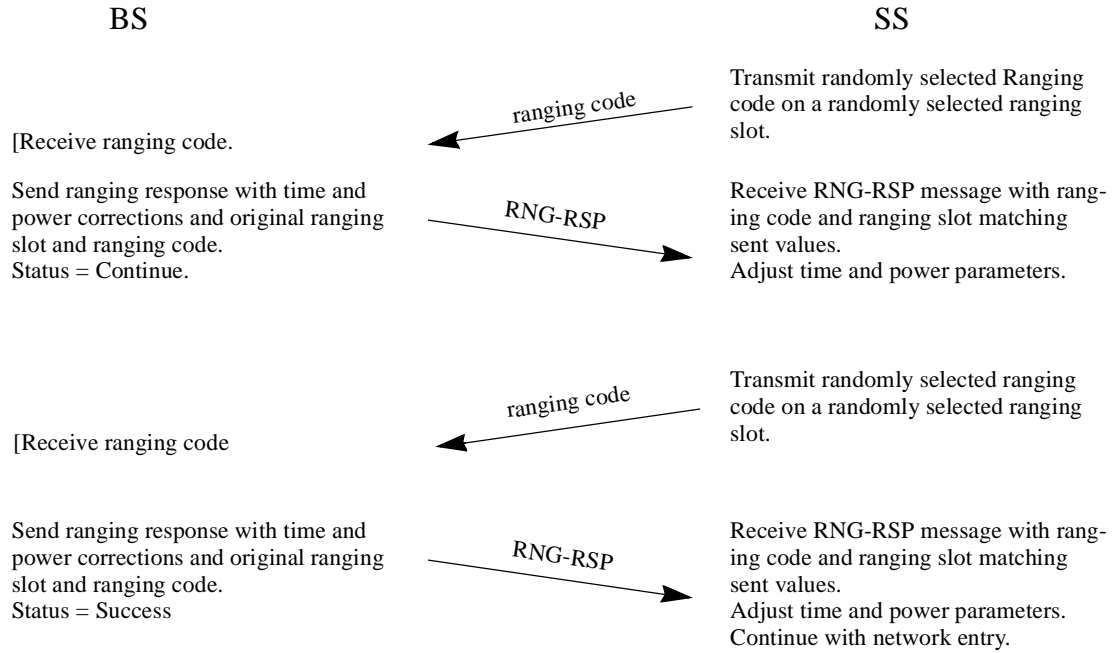 BS
SS
Transmit randomly selected Ranging
code on a randomly selected ranging
slot.
ranging code
[Receive ranging code.
Send ranging response with time and
power corrections and original ranging
slot and ranging code.
Status = Continue.
RNG-RSP
Receive RNG-RSP message with rang-
ing code and ranging slot matching
sent values.
Adjust time and power parameters.
Transmit randomly selected ranging
code on a randomly selected ranging
slot.
ranging code
[Receive ranging code
Send ranging response with time and
power corrections and original ranging
slot and ranging code.
Status = Success
RNG-RSP
Receive RNG-RSP message with rang-
ing code and ranging slot matching
sent values.
Adjust time and power parameters.
Continue with network entry.